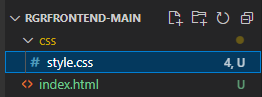 RGRFRONTEND-MAIN
css
# style.css 4, U
<> index.html U